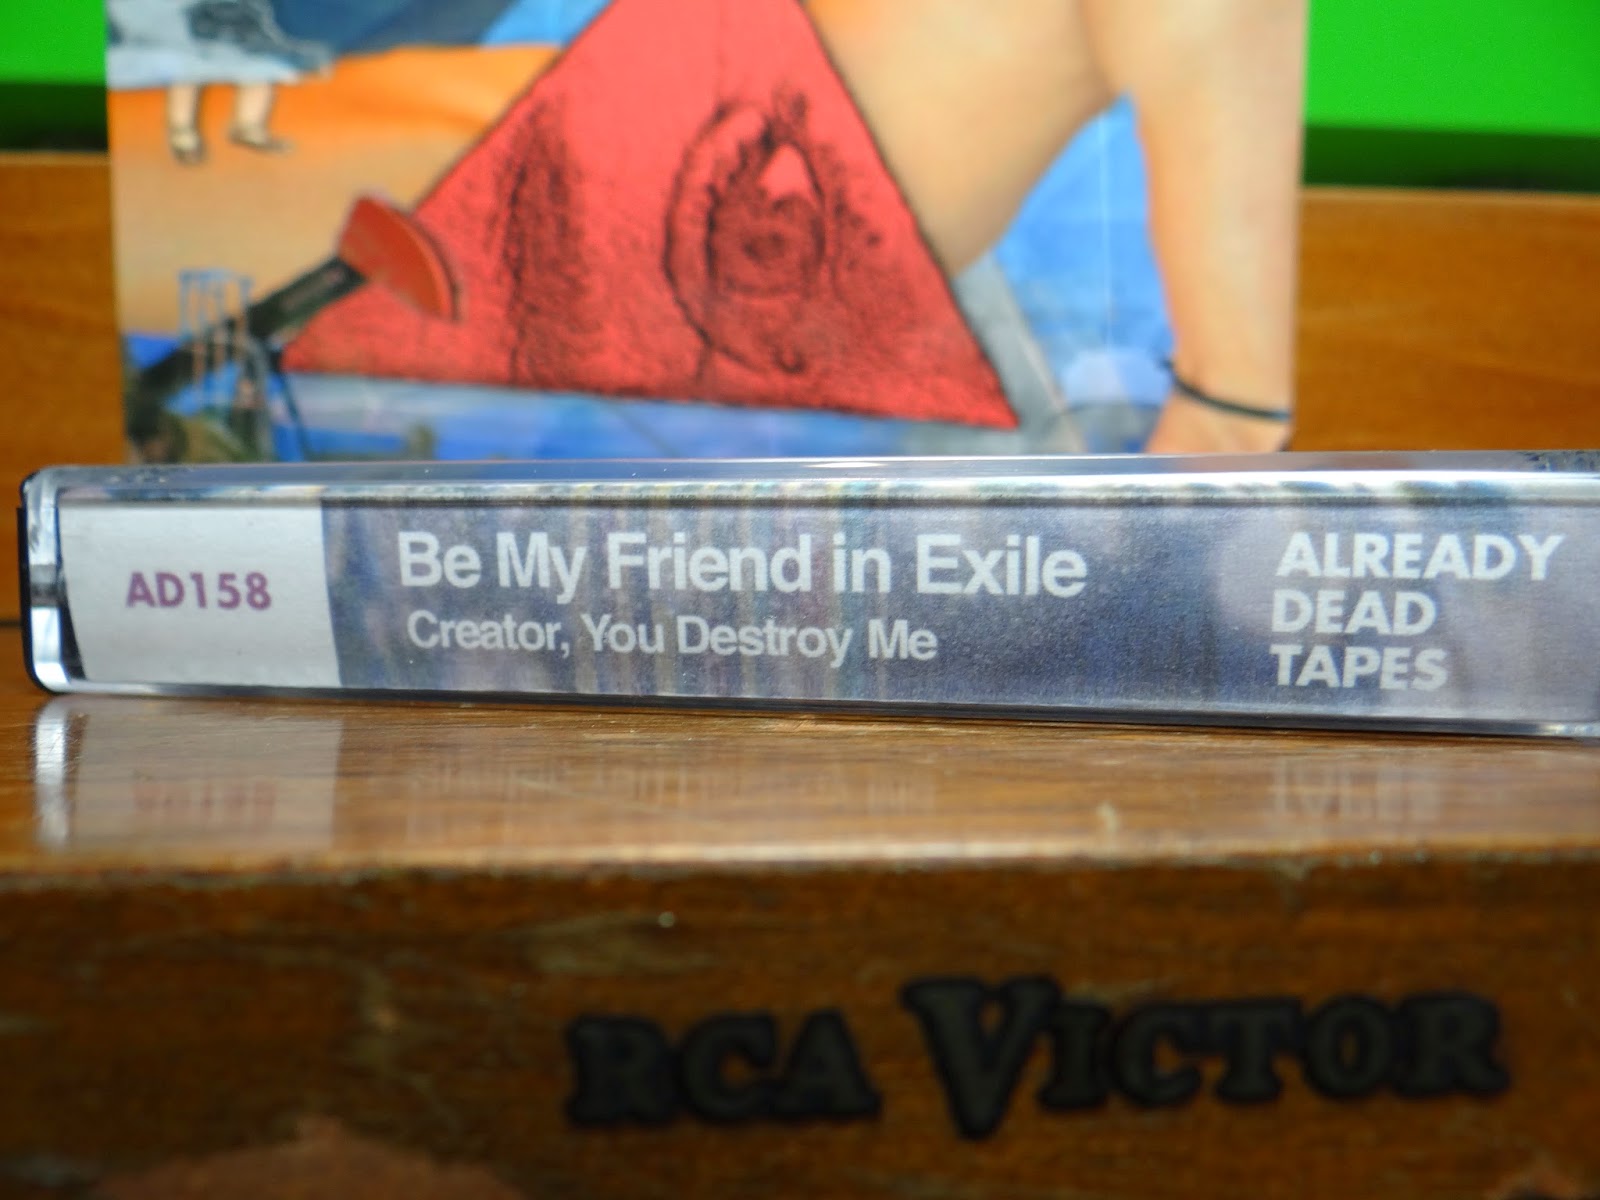 AD158
Be My Friend in Exile
Creator, You Destroy Me
ALREADY
DEAD
TAPES
RCA VICTOR